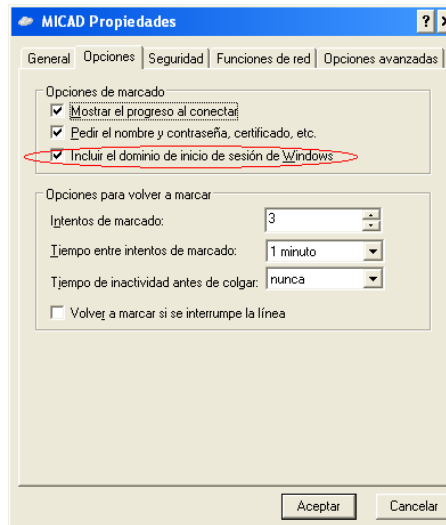 MICAD Propiedades
General Opciones Seguridad Funciones de red Opciones avanzadas
Opciones de marcado
Mostrar el progreso al conectar
Pedir el nombre y contraseña, certificado, etc.
Incluir el dominio de inicio de sesión de Windows
Opciones para volver a marcar
Intentos de marcado: 3
Tiempo entre intentos de marcado: 1 minuto
Tiempo de inactividad antes de colgar: nunca
Volver a marcar si se interrumpe la línea
Aceptar Cancelar